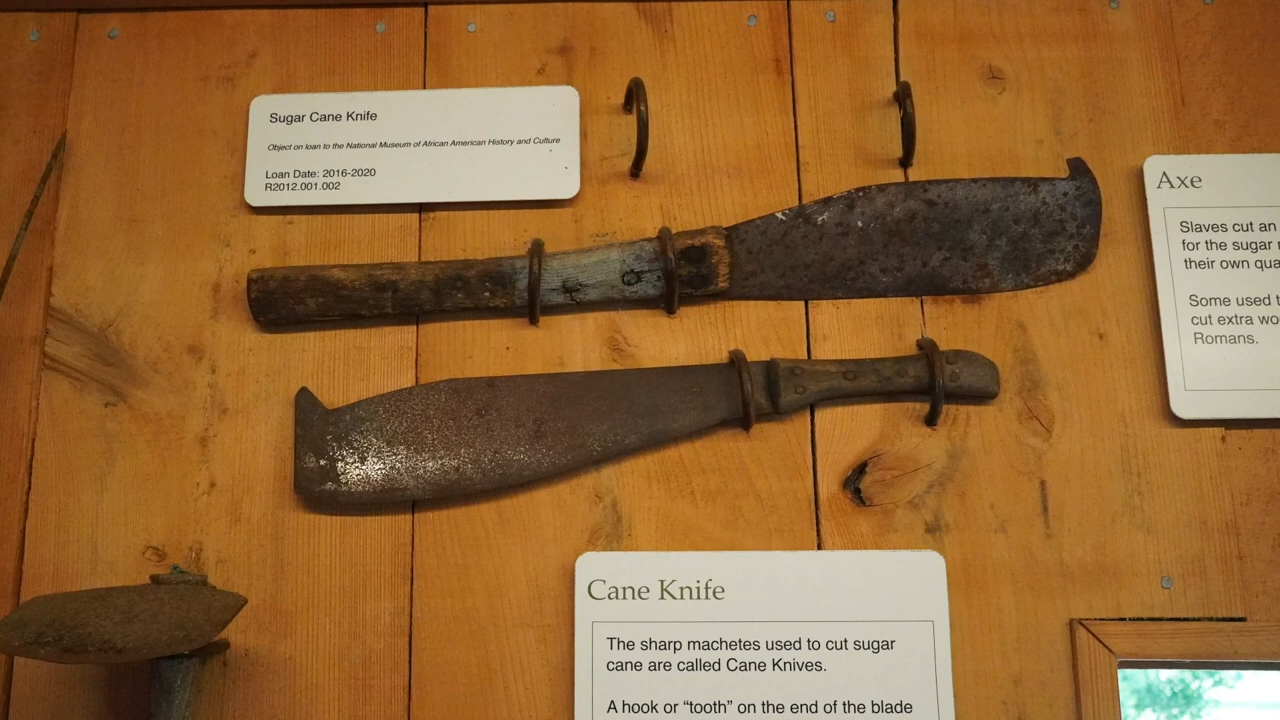 Sugar Cane Knife
Object on loan to the National Museum of African American History and Culture
Loan Date: 2016-2020
R2012.001.002
Axe
Slaves cut an
for the sugar
their own qua
Some used t
cut extra wo
Romans.
Cane Knife
The sharp machetes used to cut sugar
cane are called Cane Knives.
A hook or “tooth” on the end of the blade